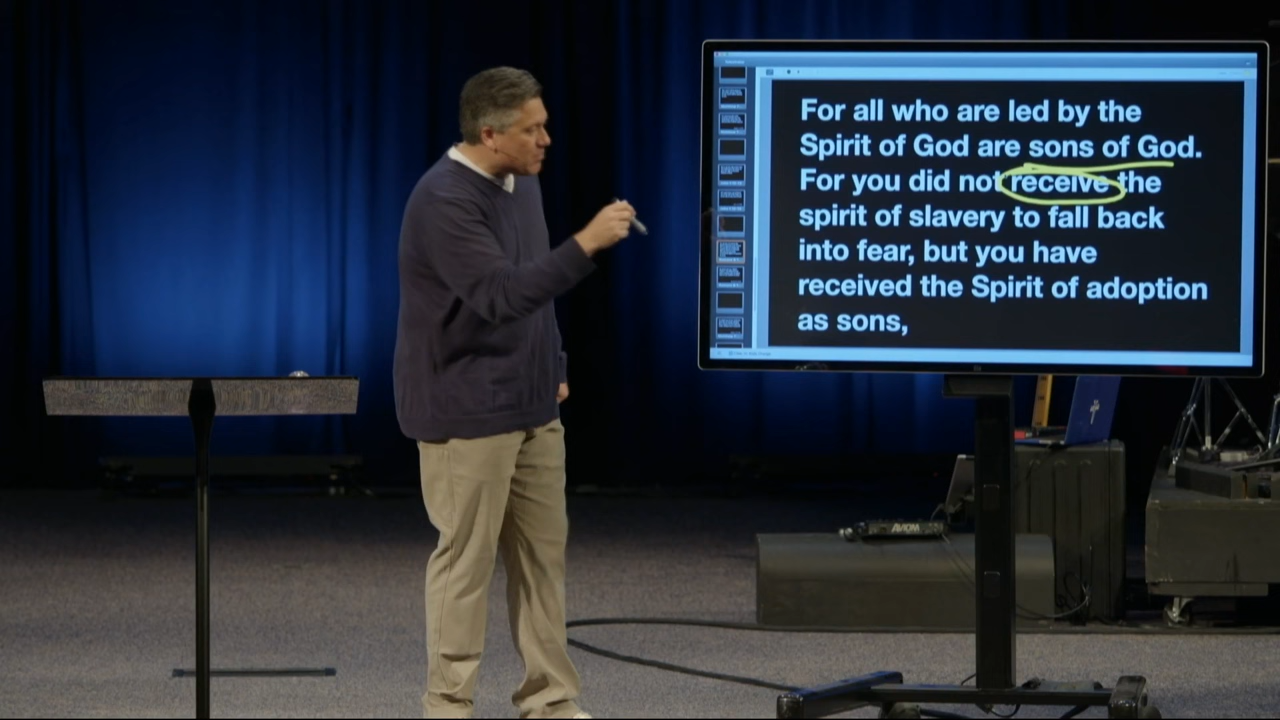 For all who are led by the
Spirit of God are sons of God.
For you did not receive the
spirit of slavery to fall back
into fear, but you have
received the Spirit of adoption
as sons,
AVIOM